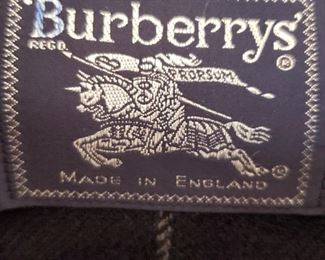 Burberrys
REGD.
®
PRORSUM
®
MADE IN ENGLAND